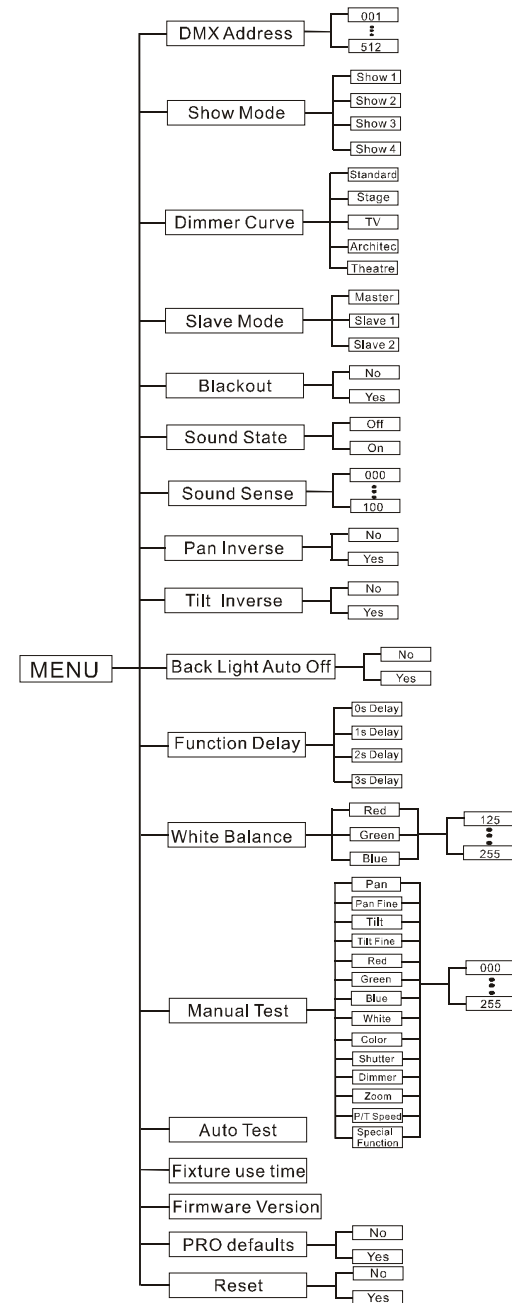 DMX Address
001
512
Show Mode
Show 1
Show 2
Show 3
Show 4
Dimmer Curve
Standard
Stage
TV
Architec
Theatre
Slave Mode
Master
Slave 1
Slave 2
Blackout
No
Yes
Sound State
Off
On
Sound Sense
000
100
Pan Inverse
No
Yes
Tilt Inverse
No
Yes
MENU
Back Light Auto Off
No
Yes
Function Delay
0s Delay
1s Delay
2s Delay
3s Delay
White Balance
Red
Green
Blue
125
255
Manual Test
Pan
Pan Fine
Tilt
Tilt Fine
Red
Green
Blue
White
Color
Shutter
Dimmer
Zoom
P/T Speed
Special
Function
000
255
Auto Test
Fixture use time
Firmware Version
PRO defaults
No
Yes
Reset
No
Yes